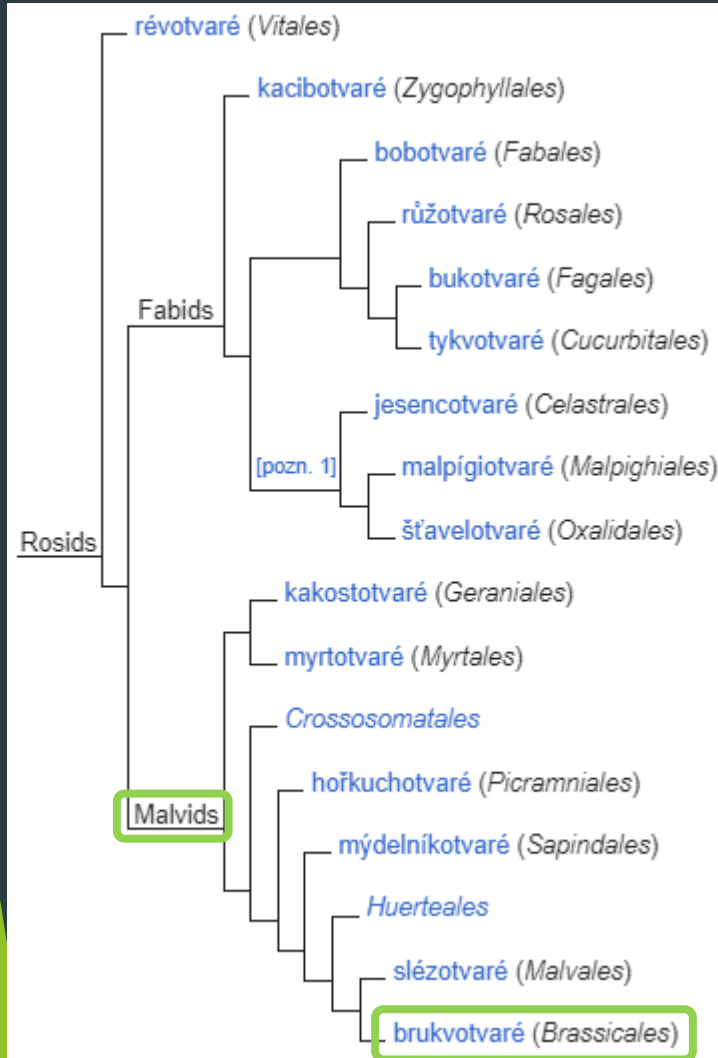 révotvaré (Vitales)
kacibotvaré (Zygophyllales)
bobotvaré (Fabales)
růžotvaré (Rosales)
bukotvaré (Fagales)
Fabids
tykvotvaré (Cucurbitales)
jesencotvaré (Celastrales)
[pozn. 1]
malpígiotvaré (Malpighiales)
šťavelotvaré (Oxalidales)
Rosids
kakostotvaré (Geraniales)
myrtotvaré (Myrtales)
Crossosomatales
hořkuchotvaré (Picramniales)
Malvids
mýdelníkotvaré (Sapindales)
Huerteales
slézotvaré (Malvales)
brukvotvaré (Brassicales)